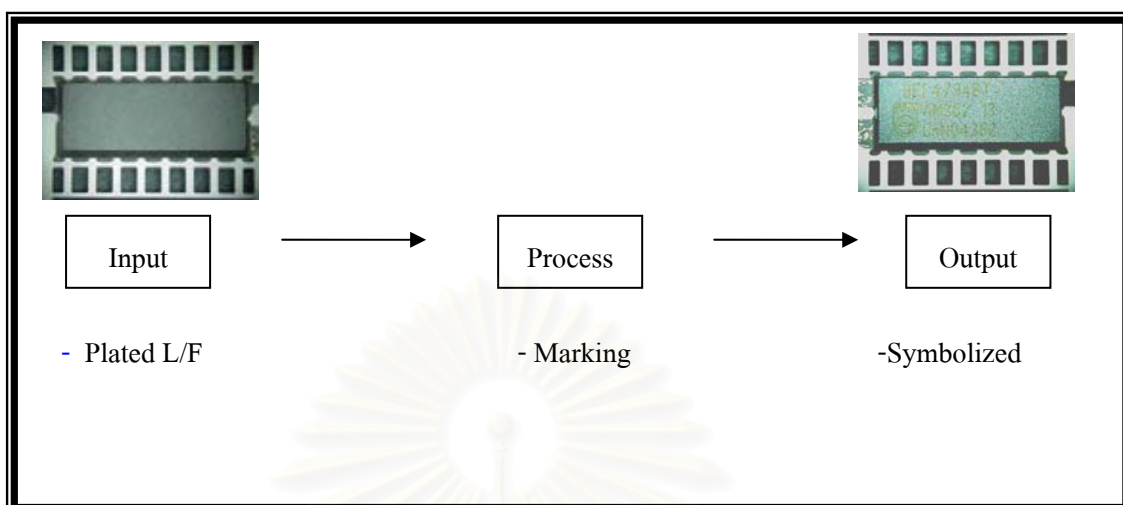 Input
Process
Output
- Plated L/F
- Marking
-Symbolized